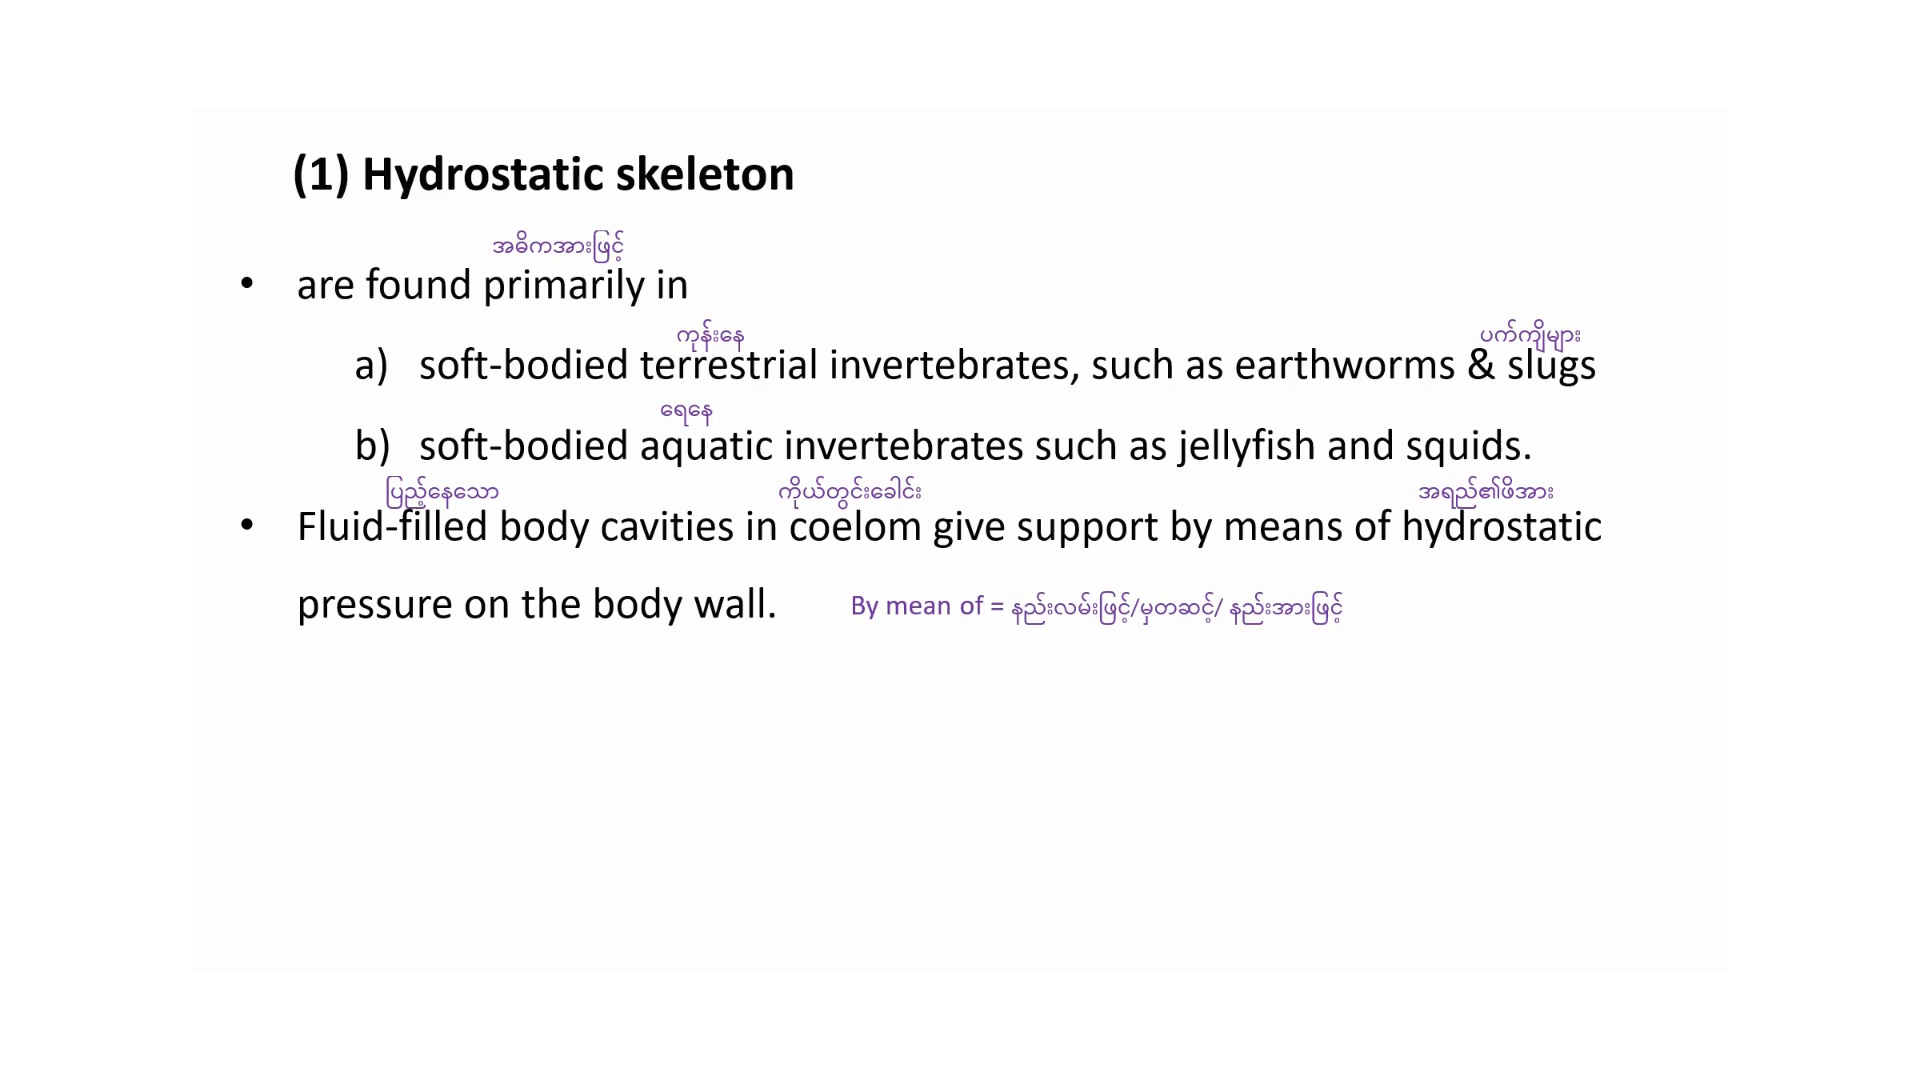 (1) Hydrostatic skeleton
အဓိကအားဖြင့်
• are found primarily in
ကုန်းနေ ပက်ကျိများ
a) soft-bodied terrestrial invertebrates, such as earthworms & slugs
ရေနေ
b) soft-bodied aquatic invertebrates such as jellyfish and squids.
ပြည့်နေသော ကိုယ်တွင်းခေါင်း အရည်၏ဖိအား
• Fluid-filled body cavities in coelom give support by means of hydrostatic
pressure on the body wall. By mean of = နည်းလမ်းဖြင့်/မှတဆင့်/ နည်းအားဖြင့်